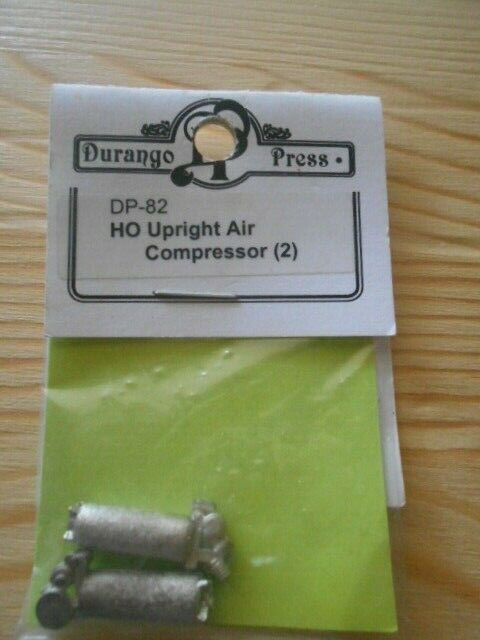 Durango Press.
DP-82
HO Upright Air
Compressor (2)